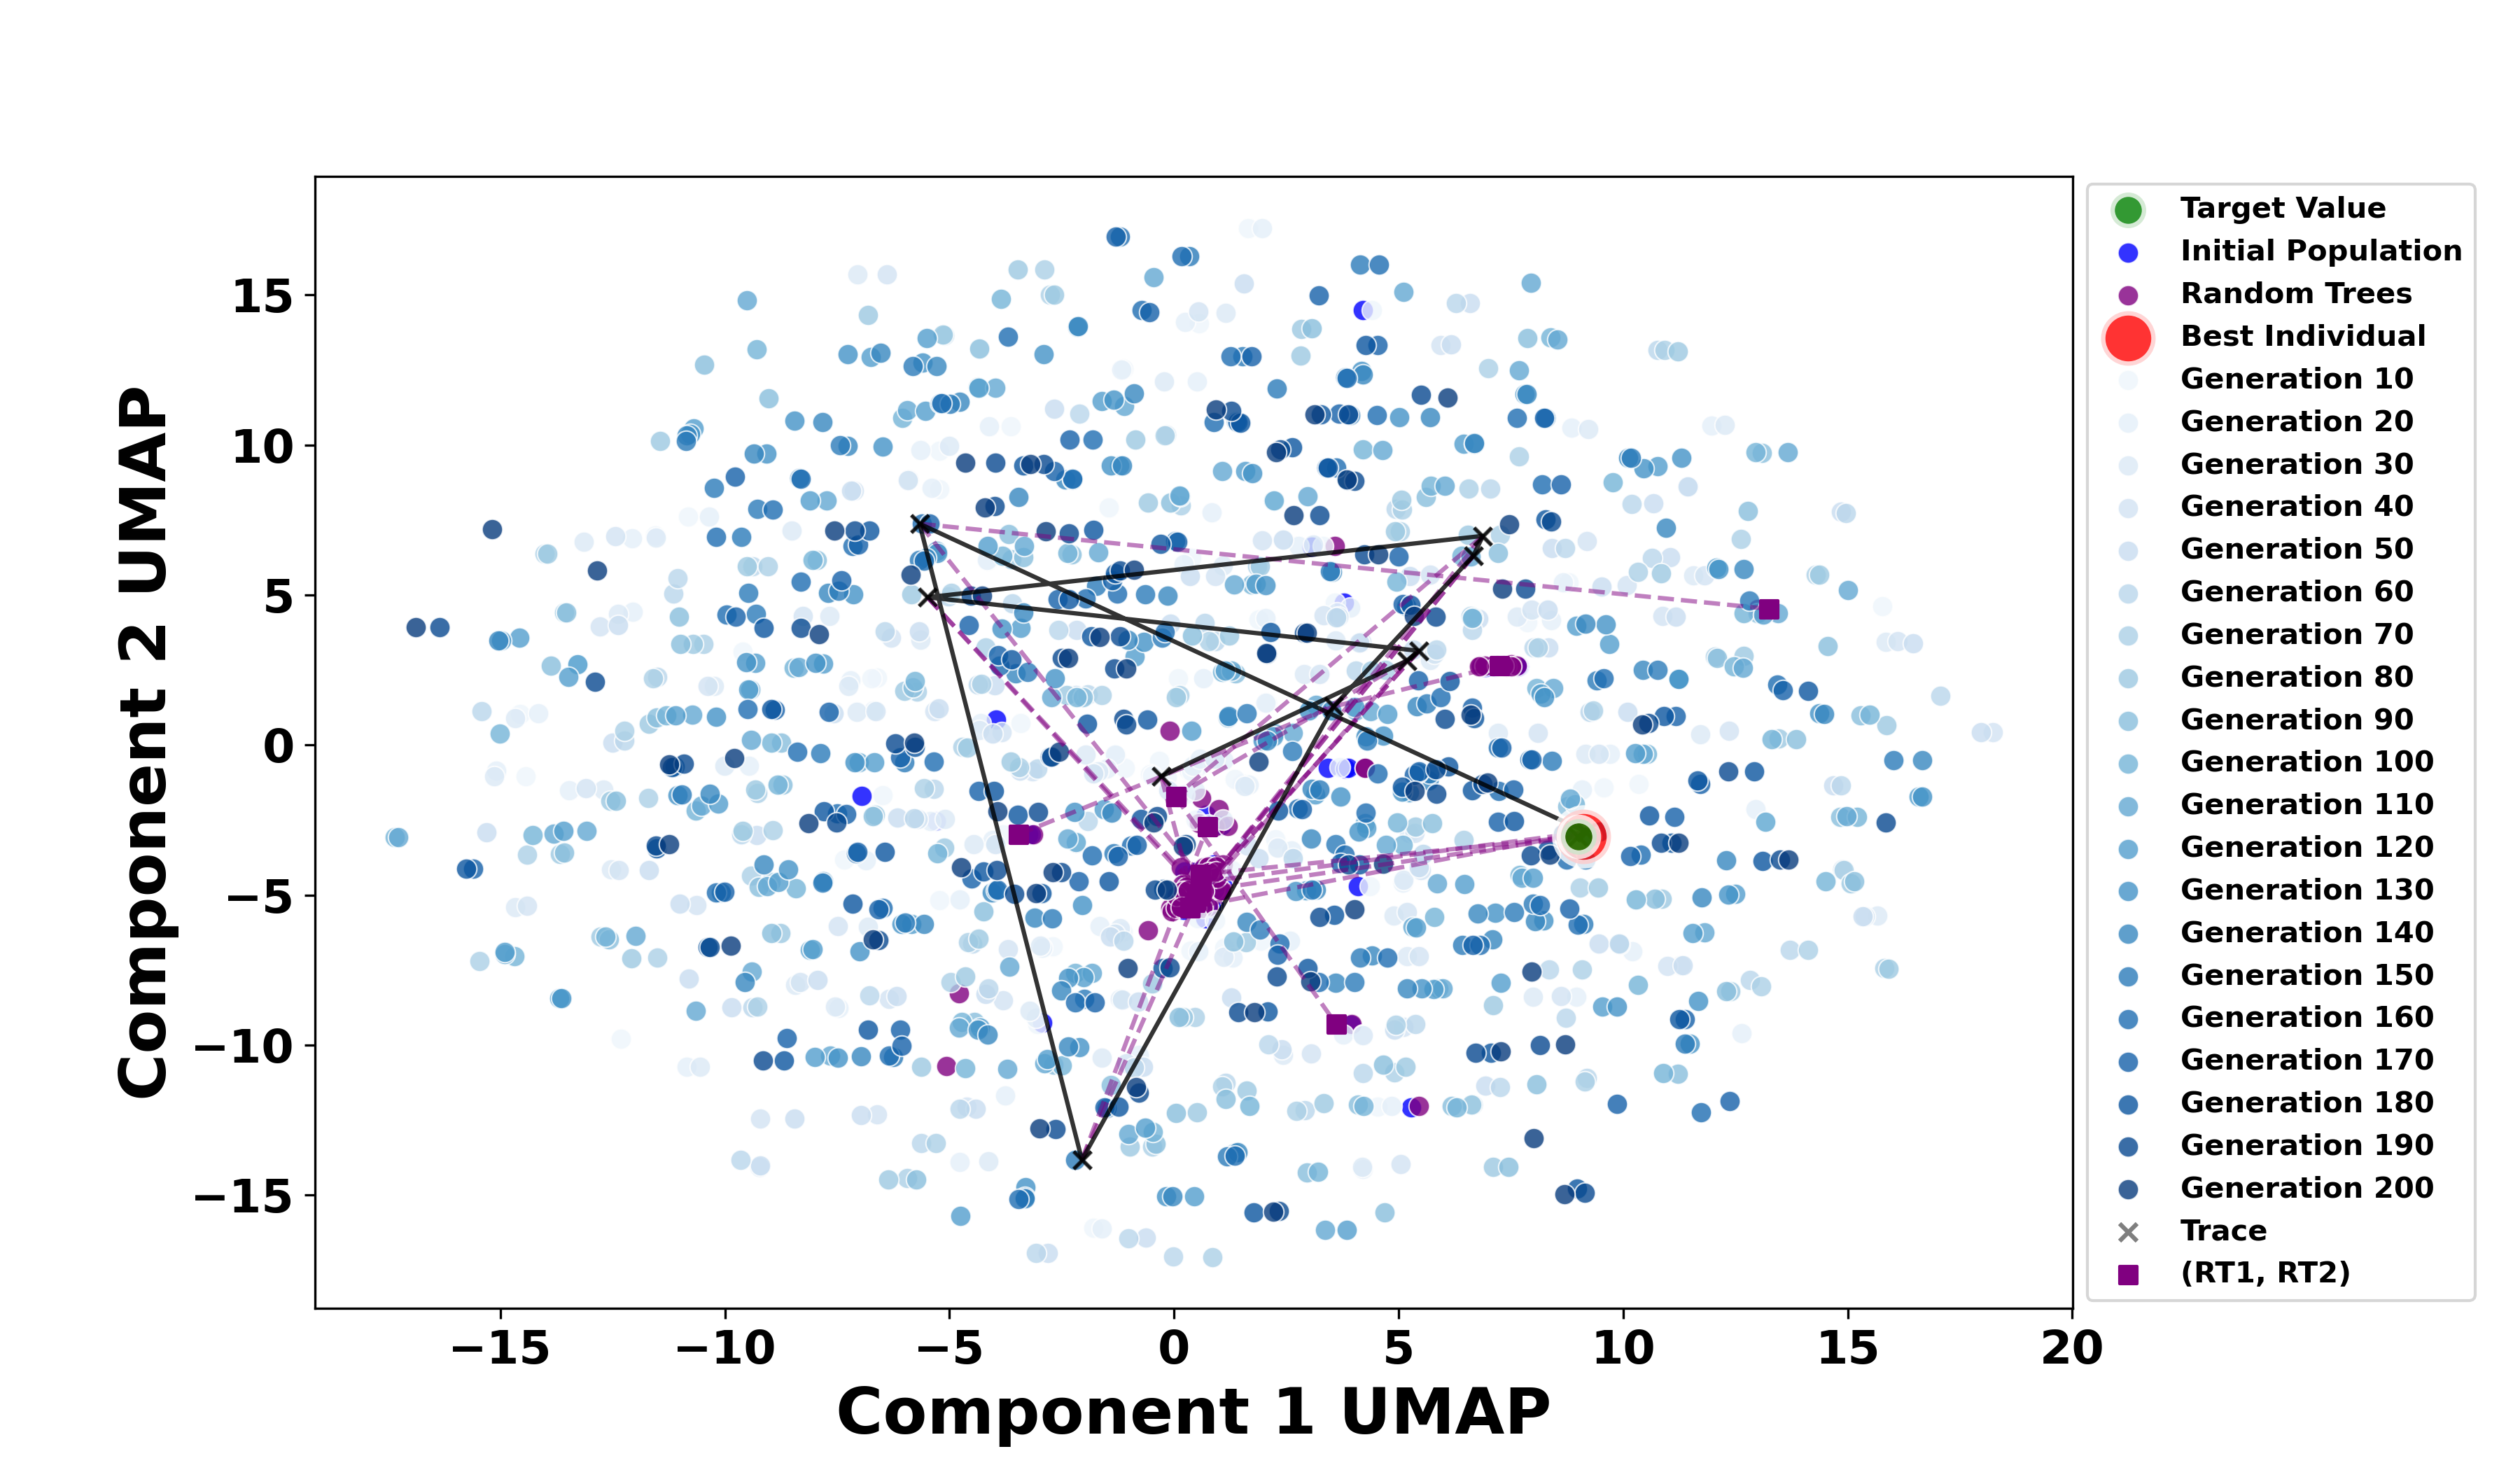 Component 2 UMAP
15
10
5
0
−5
−10
−15
−15
−10
−5
0
5
10
15
20
Component 1 UMAP
Target Value
Initial Population
Random Trees
Best Individual
Generation 10
Generation 20
Generation 30
Generation 40
Generation 50
Generation 60
Generation 70
Generation 80
Generation 90
Generation 100
Generation 110
Generation 120
Generation 130
Generation 140
Generation 150
Generation 160
Generation 170
Generation 180
Generation 190
Generation 200
Trace
(RT1, RT2)